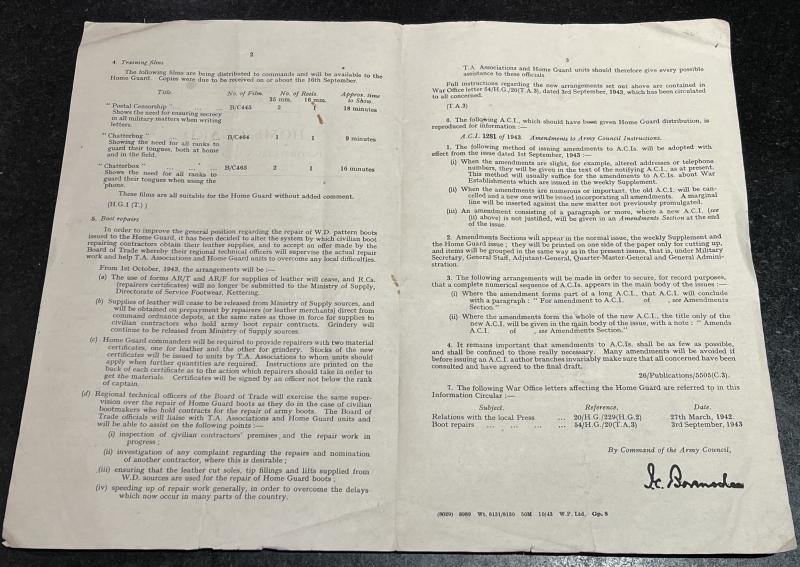 2
4. Training films
The following films are being distributed to commands and will be available to the
Home Guard. Copies were due to be received on or about the 16th September.
Title No. of Film. No. of Reels. Approx. time
35 mm. 16 mm. to Show.
" Postal Censorship " ... B/C445 2 1 18 minutes
Shows the need for ensuring secrecy
in all military matters when writing
letters.
" Chatterbug " ... B/C464 1 1 9 minutes
Showing the need for all ranks to
guard their tongues, both at home
and in the field.
" Chatterbox " ... B/C463 2 1 16 minutes
Shows the need for all ranks to
guard their tongues when using the
'phone.
These films are all suitable for the Home Guard without added comment.
(H.G.1 (T.) )
5. Boot repairs
In order to improve the general position regarding the repair of W.D. pattern boots
issued to the Home Guard, it has been decided to alter the system by which civilian boot
repairing contractors obtain their leather supplies, and to accept an offer made by the
Board of Trade whereby their regional technical officers will supervise the actual repair
work and help T.A. Associations and Home Guard units to overcome any local difficulties.
From 1st October, 1943, the arrangements will be :—
(a) The use of forms AR/T and AR/F for supplies of leather will cease, and R.Ca.
(repairers certificates) will no longer be submitted to the Ministry of Supply,
Directorate of Service Footwear, Kettering.
(b) Supplies of leather will cease to be released from Ministry of Supply sources, and
will be obtained on prepayment by repairers (or leather merchants) direct from
command ordnance depots, at the same rates as those in force for supplies to
civilian contractors who hold army boot repair contracts. Grindery will
continue to be released from Ministry of Supply sources.
(c) Home Guard commanders will be required to provide repairers with two material
certificates, one for leather and the other for grindery. Stocks of the new
certificates will be issued to units by T.A. Associations to whom units should
apply when further quantities are required. Instructions are printed on the
back of each certificate as to the action which repairers should take in order to
get the materials. Certificates will be signed by an officer not below the rank
of captain.
(d) Regional technical officers of the Board of Trade will exercise the same super-
vision over the repair of Home Guard boots as they do in the case of civilian
bootmakers who hold contracts for the repair of army boots. The Board of
Trade officials will liaise with T.A. Associations and Home Guard units and
will be able to assist on the following points :—
(i) inspection of civilian contractors' premises and the repair work in
progress ;
(ii) investigation of any complaint regarding the repairs and nomination
of another contractor, where this is desirable ;
(iii) ensuring that the leather cut soles, tip fillings and lifts supplied from
W.D. sources are used for the repair of Home Guard boots ;
(iv) speeding up of repair work generally, in order to overcome the delays
which now occur in many parts of the country.
3
T.A. Associations and Home Guard units should therefore give every possible
assistance to these officials.
Full instructions regarding the new arrangements set out above are contained in
War Office letter 54/H.G./20(T.A.3), dated 3rd September, 1943, which has been circulated
to all concerned.
(T.A.3)
6. The following A.C.I., which should have been given Home Guard distribution, is
reproduced for information :—
A.C.I. 1281 of 1943. Amendments to Army Council Instructions.
1. The following method of issuing amendments to A.C.Is. will be adopted with
effect from the issue dated 1st September, 1943 :—
(i) When the amendments are slight, for example, altered addresses or telephone
numbers, they will be given in the text of the notifying A.C.I., as at present.
This method will usually suffice for the amendments to A.C.Is. about War
Establishments which are issued in the weekly Supplement.
(ii) When the amendments are numerous or important, the old A.C.I. will be can-
celled and a new one will be issued incorporating all amendments. A marginal
line will be inserted against the new matter not previously promulgated.
(iii) An amendment consisting of a paragraph or more, where a new A.C.I. (see
(ii) above) is not justified, will be given in an Amendments Section at the end
of the issue.
2. Amendments Sections will appear in the normal issue, the weekly Supplement and
the Home Guard issue ; they will be printed on one side of the paper only for cutting up,
and items will be grouped in the same way as in the present issues, that is, under Military
Secretary, General Staff, Adjutant-General, Quarter-Master-General and General Admini-
stration.
3. The following arrangements will be made in order to secure, for record purposes,
that a complete numerical sequence of A.C.Is. appears in the main body of the issues :—
(i) Where the amendment forms part of a long A.C.I., that A.C.I. will conclude
with a paragraph : " For amendment to A.C.I. of , see Amendments
Section."
(ii) Where the amendments form the whole of the new A.C.I., the title only of the
new A.C.I. will be given in the main body of the issue, with a note : " Amends
A.C.I. of , see Amendments Section."
4. It remains important that amendments to A.C.Is. shall be as few as possible,
and shall be confined to those really necessary. Many amendments will be avoided if
before issuing an A.C.I. author branches invariably make sure that all concerned have been
consulted and have agreed to the final draft.
26/Publications/5505(C.3).
7. The following War Office letters affecting the Home Guard are referred to in this
Information Circular :—
Subject. Reference. Date.
Relations with the local Press ... 20/H.G./229(H.G.2) 27th March, 1942.
Boot repairs ... ... ... ... 54/H.G./20(T.A.3) 3rd September, 1943
By Command of the Army Council,
(8029) 8089 Wt. 8131/8130 50M 10/43 W.P. Ltd. Gp. 8